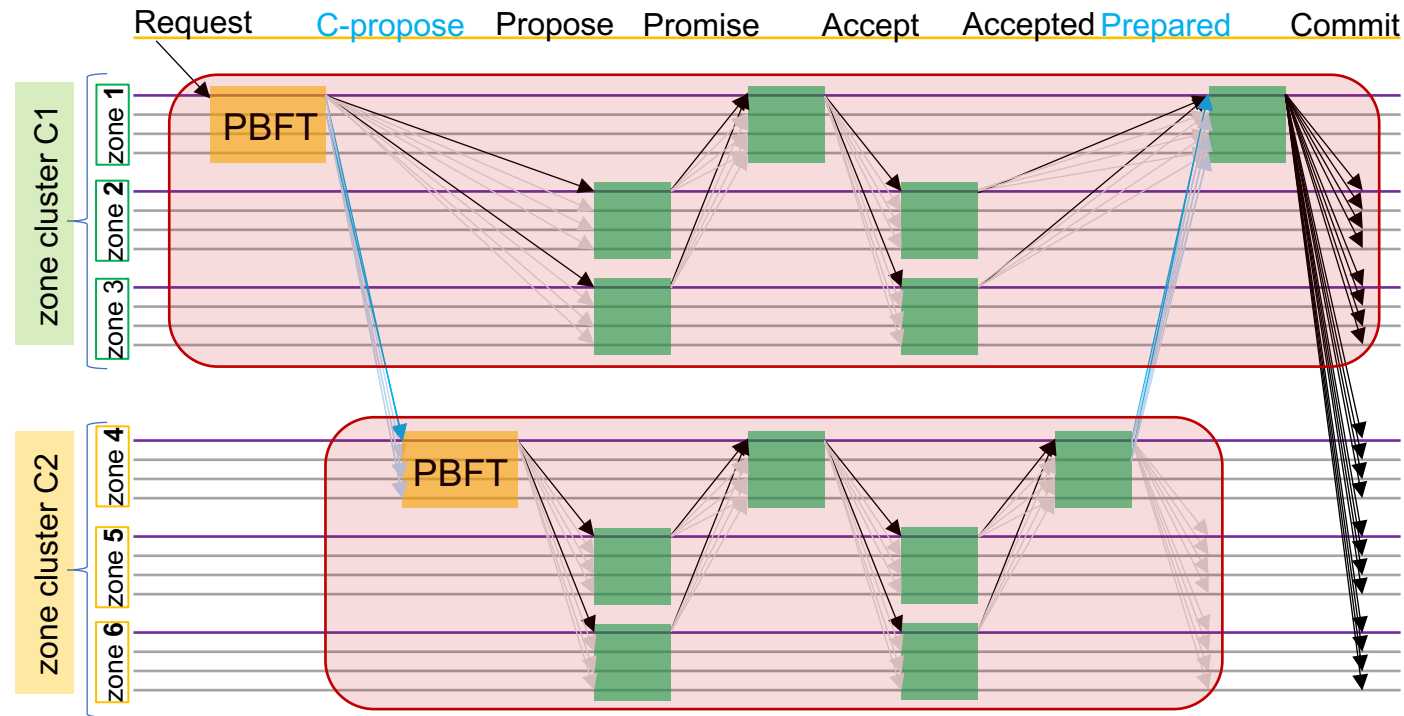 Request C-propose Propose Promise Accept Accepted Prepared Commit
zone cluster C1
zone 1
PBFT
zone 2
zone 3
zone cluster C2
zone 4
PBFT
zone 5
zone 6